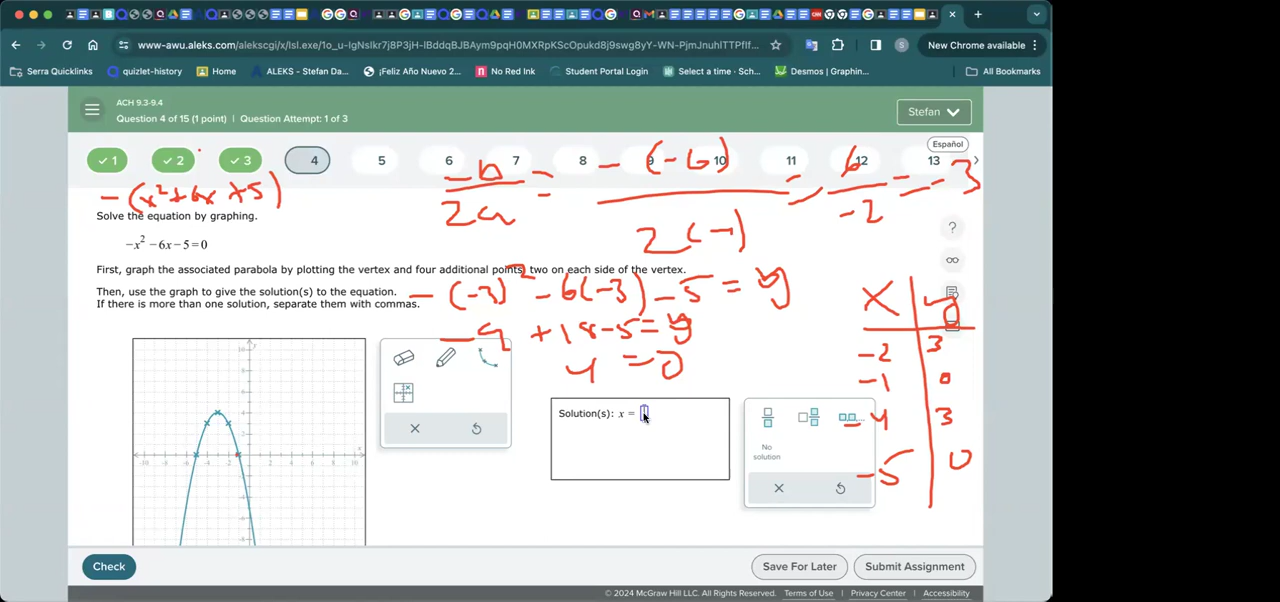 www-awu.aleks.com/alekscgi/x/lsl.exe/1o_u-IgNsIkr7j8P3jH-IBddqBJBAym9pqH0MXRpKScOpukd8j9swg8yY-WN-PjmJnuhlTTPfIf...
New Chrome available
Serra Quicklinks quizlet-history Home ALEKS - Stefan Da... ¡Feliz Año Nuevo 2... No Red Ink Student Portal Login Select a time · Sch... Desmos | Graphin... All Bookmarks
ACH 9.3-9.4
Question 4 of 15 (1 point) | Question Attempt: 1 of 3
Stefan
Español
1 2 3 4 5 6 7 8 9 10 11 12 13
-b/2a = -(-6)/2(-1) = 6/-2 = -3
-(x²+6x+5)
Solve the equation by graphing.
-x² -6x-5=0
First, graph the associated parabola by plotting the vertex and four additional points, two on each side of the vertex.
Then, use the graph to give the solution(s) to the equation.
If there is more than one solution, separate them with commas.
-(-3)² -6(-3) -5 = y
-9 +18-5=y
4 =
x y
-2 3
-1 0
-4 3
-5 0
Solution(s): x =
No solution
Check
Save For Later
Submit Assignment
© 2024 McGraw Hill LLC. All Rights Reserved. Terms of Use | Privacy Center | Accessibility